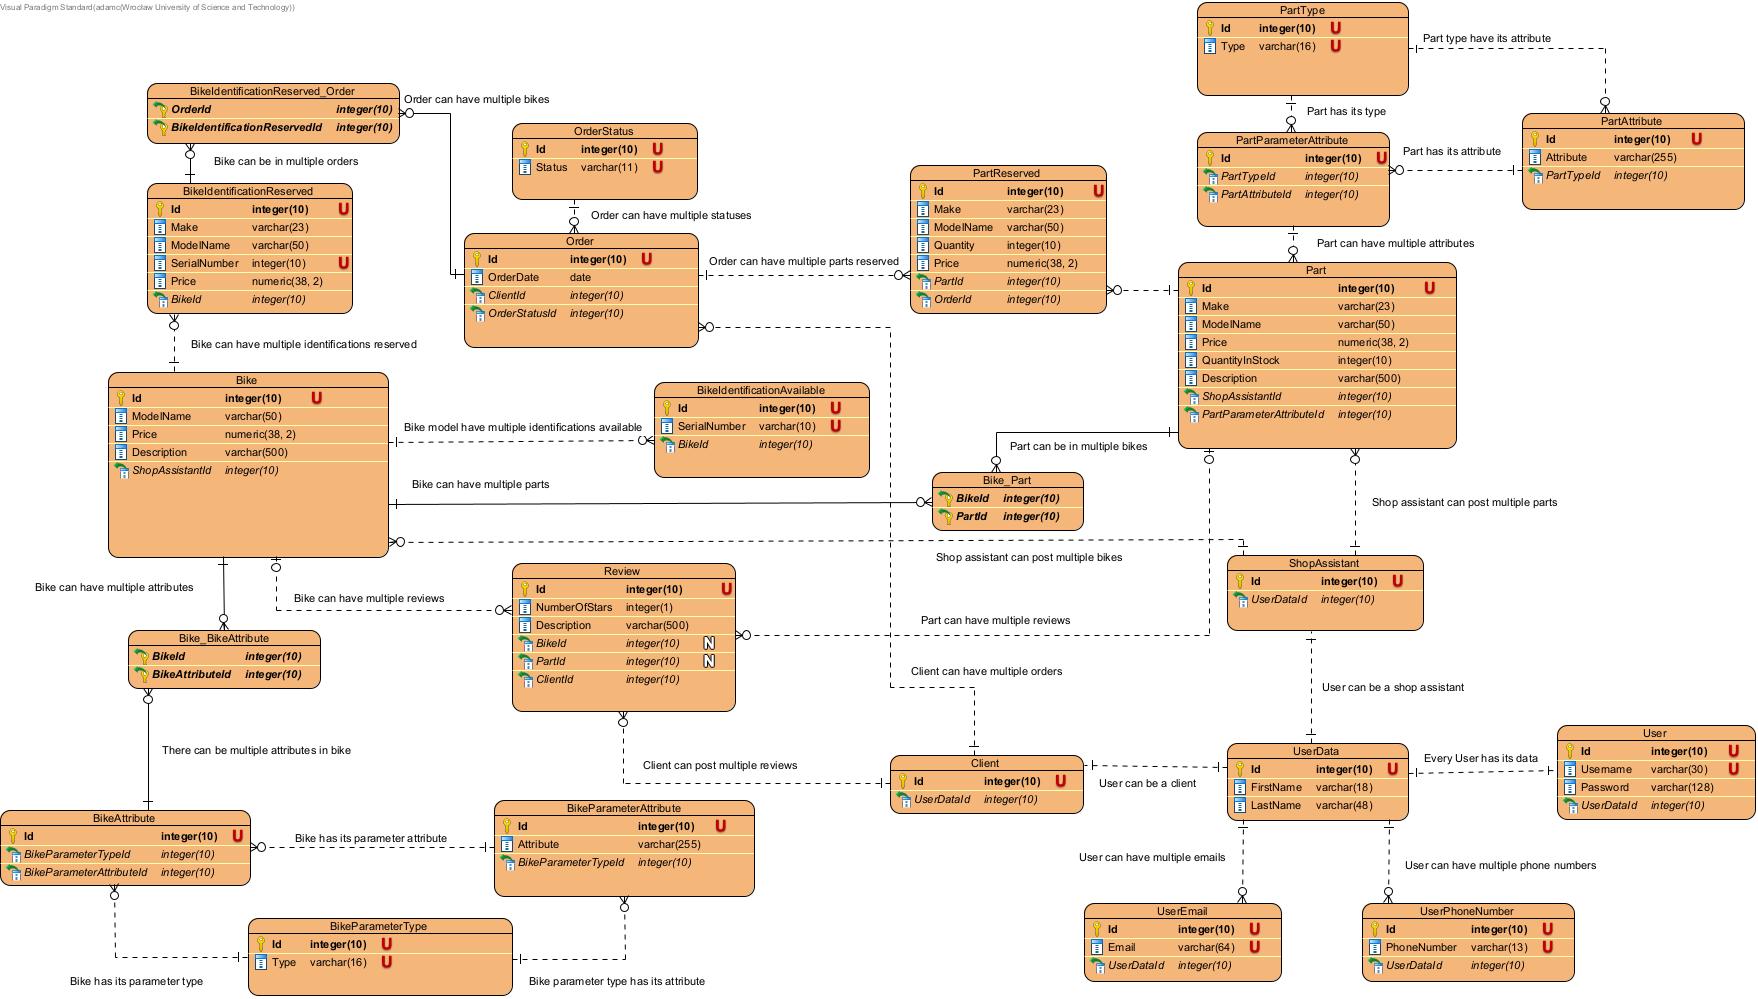 Visual Paradigm Standard(adamc(Wroclaw University of Science and Technology))
PartType
Id integer(10) U
Type varchar(16) U
Part type have its attribute
Part has its type
BikeIdentificationReserved_Order
OrderId integer(10)
BikeIdentificationReservedId integer(10)
Order can have multiple bikes
Bike can be in multiple orders
OrderStatus
Id integer(10) U
Status varchar(11) U
Order can have multiple statuses
PartAttribute
Id integer(10) U
Attribute varchar(255)
PartTypeId integer(10)
PartParameterAttribute
Id integer(10) U
PartTypeId integer(10)
PartAttributeId integer(10)
Part has its attribute
Part can have multiple attributes
PartReserved
Id integer(10) U
Make varchar(23)
ModelName varchar(50)
Quantity integer(10)
Price numeric(38, 2)
PartId integer(10)
OrderId integer(10)
BikeIdentificationReserved
Id integer(10) U
Make varchar(23)
ModelName varchar(50)
SerialNumber integer(10) U
Price numeric(38, 2)
BikeId integer(10)
Order
Id integer(10) U
OrderDate date
ClientId integer(10)
OrderStatusId integer(10)
Order can have multiple parts reserved
Part
Id integer(10) U
Make varchar(23)
ModelName varchar(50)
Price numeric(38, 2)
QuantityInStock integer(10)
Description varchar(500)
ShopAssistantId integer(10)
PartParameterAttributeId integer(10)
Bike can have multiple identifications reserved
Bike
Id integer(10) U
ModelName varchar(50)
Price numeric(38, 2)
Description varchar(500)
ShopAssistantId integer(10)
BikeIdentificationAvailable
Id integer(10) U
SerialNumber varchar(10) U
BikeId integer(10)
Bike model have multiple identifications available
Part can be in multiple bikes
Bike can have multiple parts
Bike_Part
BikeId integer(10)
PartId integer(10)
Shop assistant can post multiple parts
Shop assistant can post multiple bikes
ShopAssistant
Id integer(10) U
UserDataId integer(10)
Bike can have multiple attributes
Bike can have multiple reviews
Review
Id integer(10) U
NumberOfStars integer(1)
Description varchar(500)
BikeId integer(10) N
PartId integer(10) N
ClientId integer(10)
Part can have multiple reviews
Bike_BikeAttribute
BikeId integer(10)
BikeAttributeId integer(10)
Client can have multiple orders
User can be a shop assistant
There can be multiple attributes in bike
Client can post multiple reviews
Client
Id integer(10) U
UserDataId integer(10)
User can be a client
UserData
Id integer(10) U
FirstName varchar(18)
LastName varchar(48)
Every User has its data
User
Id integer(10) U
Username varchar(30) U
Password varchar(128)
UserDataId integer(10)
BikeAttribute
Id integer(10) U
BikeParameterTypeId integer(10)
BikeParameterAttributeId integer(10)
Bike has its parameter attribute
BikeParameterAttribute
Id integer(10) U
Attribute varchar(255)
BikeParameterTypeId integer(10)
User can have multiple emails
User can have multiple phone numbers
UserEmail
Id integer(10) U
Email varchar(64) U
UserDataId integer(10)
UserPhoneNumber
Id integer(10) U
PhoneNumber varchar(13) U
UserDataId integer(10)
BikeParameterType
Id integer(10) U
Type varchar(16) U
Bike has its parameter type
Bike parameter type has its attribute